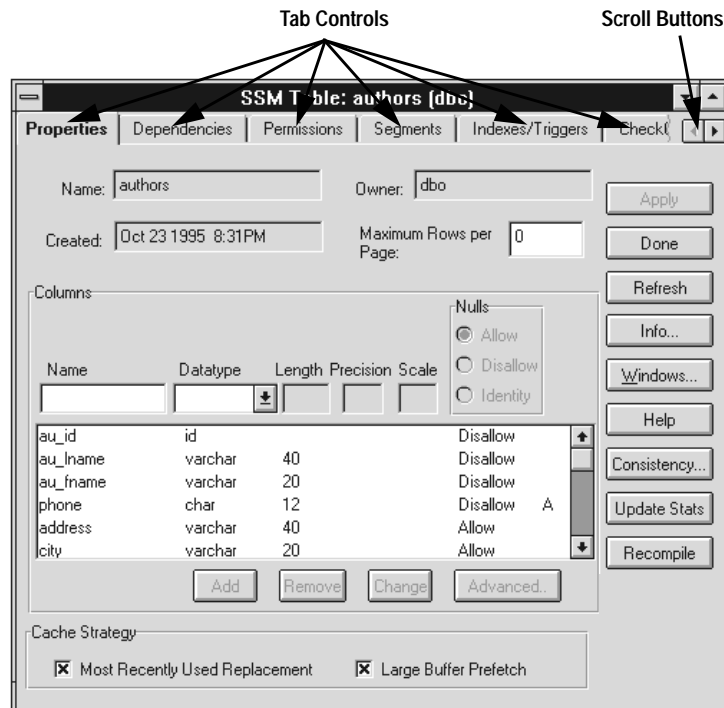 Tab Controls Scroll Buttons
SSM Table: authors (dbo)
Properties Dependencies Permissions Segments Indexes/Triggers Check
Name: authors Owner: dbo
Apply
Created: Oct 23 1995 8:31PM Maximum Rows per Page: 0
Done
Refresh
Columns
Nulls
Allow
Info...
Name Datatype Length Precision Scale
Disallow
Windows...
Identity
Help
au_id id Disallow
au_lname varchar 40 Disallow
Consistency...
au_fname varchar 20 Disallow
phone char 12 Disallow A
Update Stats
address varchar 40 Allow
city varchar 20 Allow
Recompile
Add Remove Change Advanced..
Cache Strategy
Most Recently Used Replacement Large Buffer Prefetch